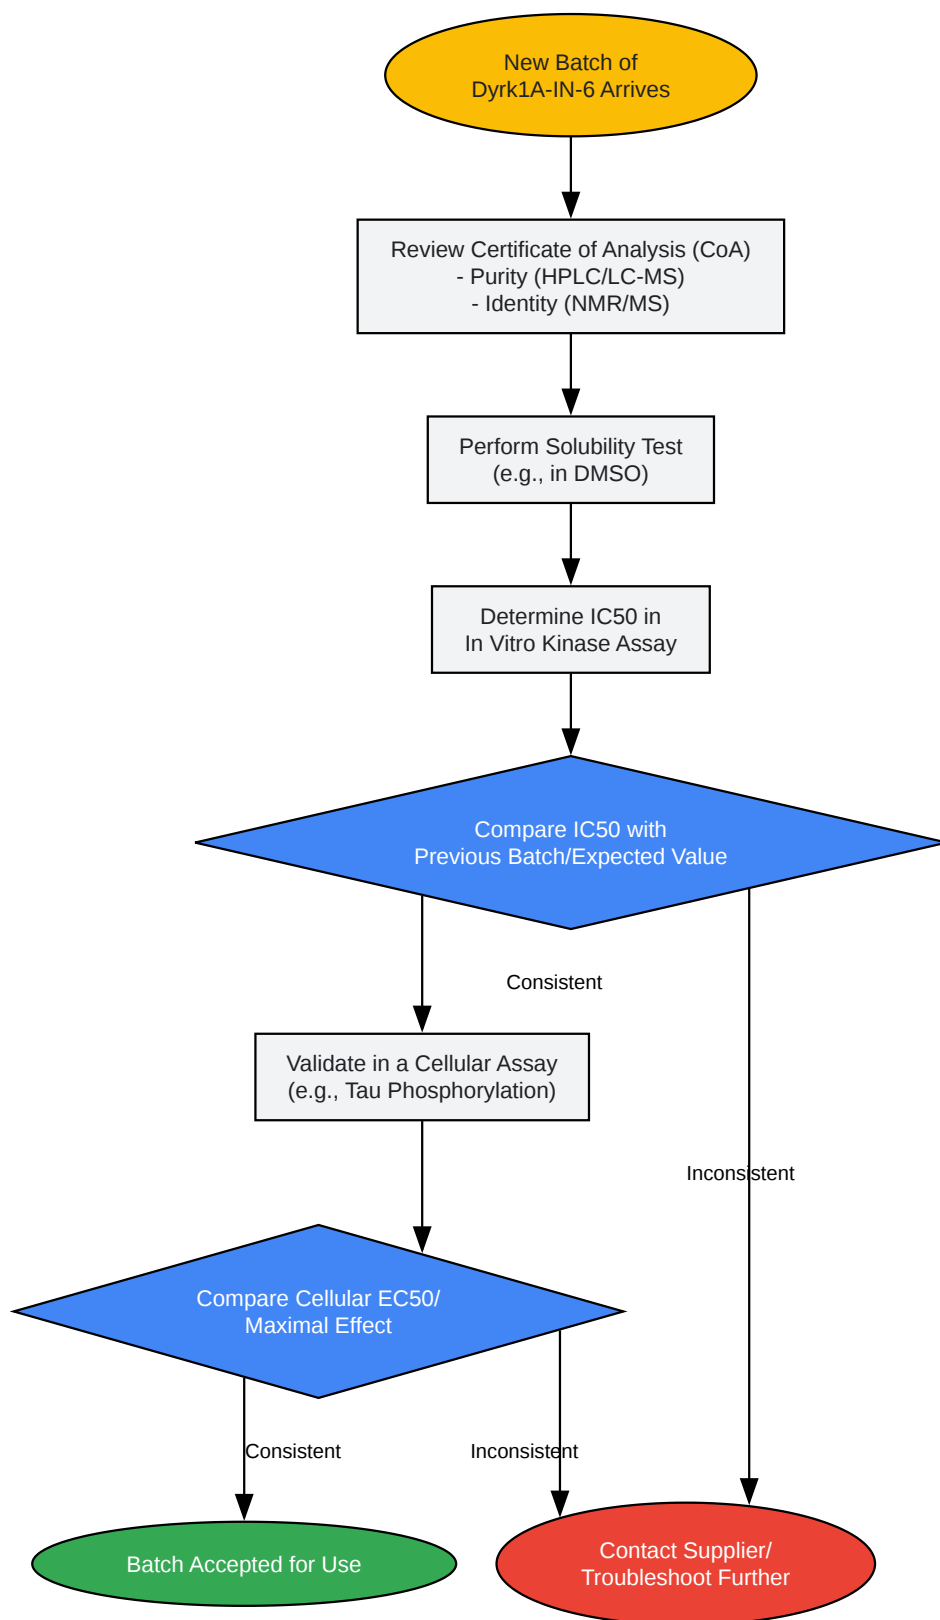 New Batch of
Dyrk1A-IN-6 Arrives
Review Certificate of Analysis (CoA)
- Purity (HPLC/LC-MS)
- Identity (NMR/MS)
Perform Solubility Test
(e.g., in DMSO)
Determine IC50 in
In Vitro Kinase Assay
Compare IC50 with
Previous Batch/Expected Value
Consistent
Validate in a Cellular Assay
(e.g., Tau Phosphorylation)
Inconsistent
Compare Cellular EC50/
Maximal Effect
Consistent
Inconsistent
Batch Accepted for Use
Contact Supplier/
Troubleshoot Further